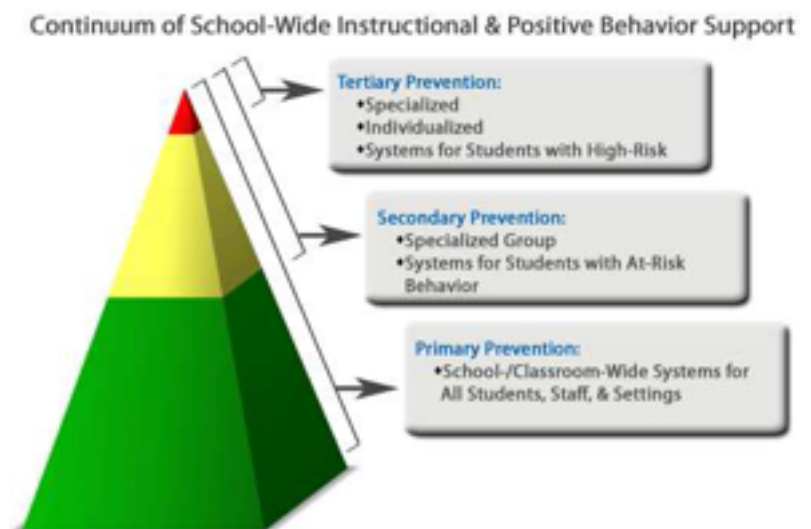 Continuum of School-Wide Instructional & Positive Behavior Support
Tertiary Prevention:
•Specialized
•Individualized
•Systems for Students with High-Risk
Secondary Prevention:
•Specialized Group
•Systems for Students with At-Risk
Behavior
Primary Prevention:
•School-/Classroom-Wide Systems for
All Students, Staff, & Settings